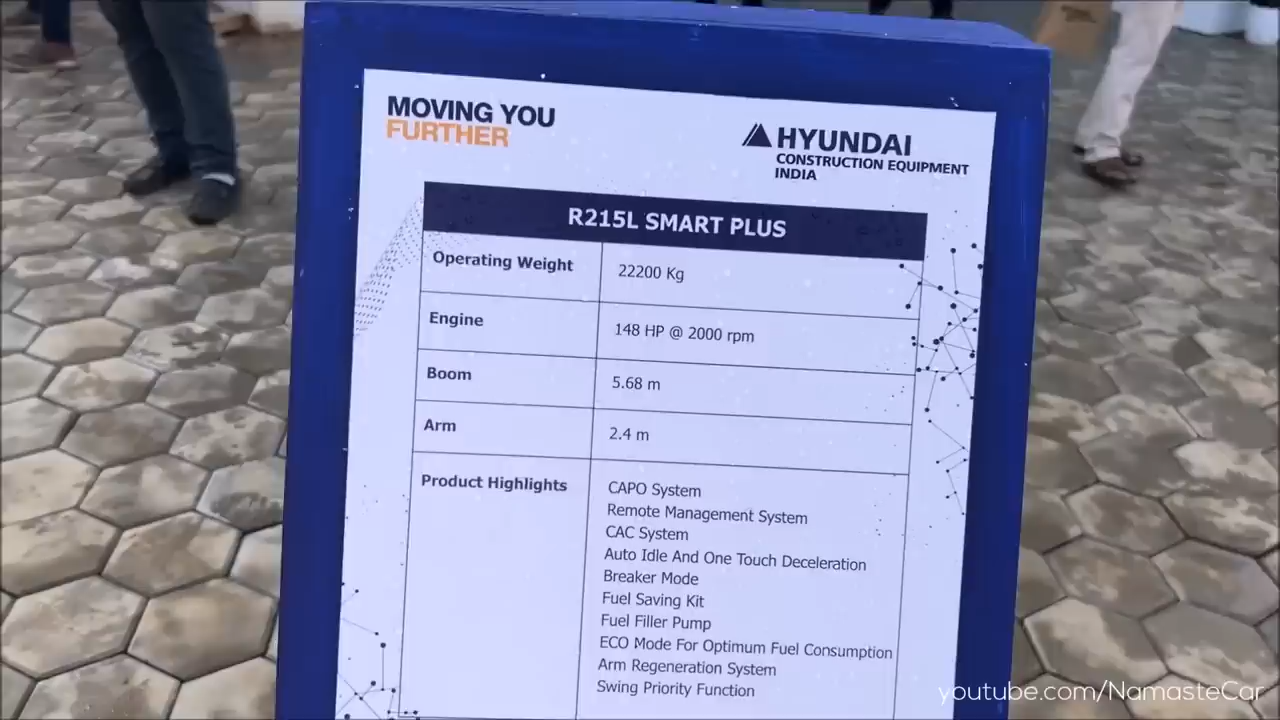 MOVING YOU
FURTHER
HYUNDAI
CONSTRUCTION EQUIPMENT
INDIA
R215L SMART PLUS
Operating Weight 22200 Kg
Engine 148 HP @ 2000 rpm
Boom 5.68 m
Arm 2.4 m
Product Highlights CAPO System
Remote Management System
CAC System
Auto Idle And One Touch Deceleration
Breaker Mode
Fuel Saving Kit
Fuel Filler Pump
ECO Mode For Optimum Fuel Consumption
Arm Regeneration System
Swing Priority Function
youtube.com/NamasteCar